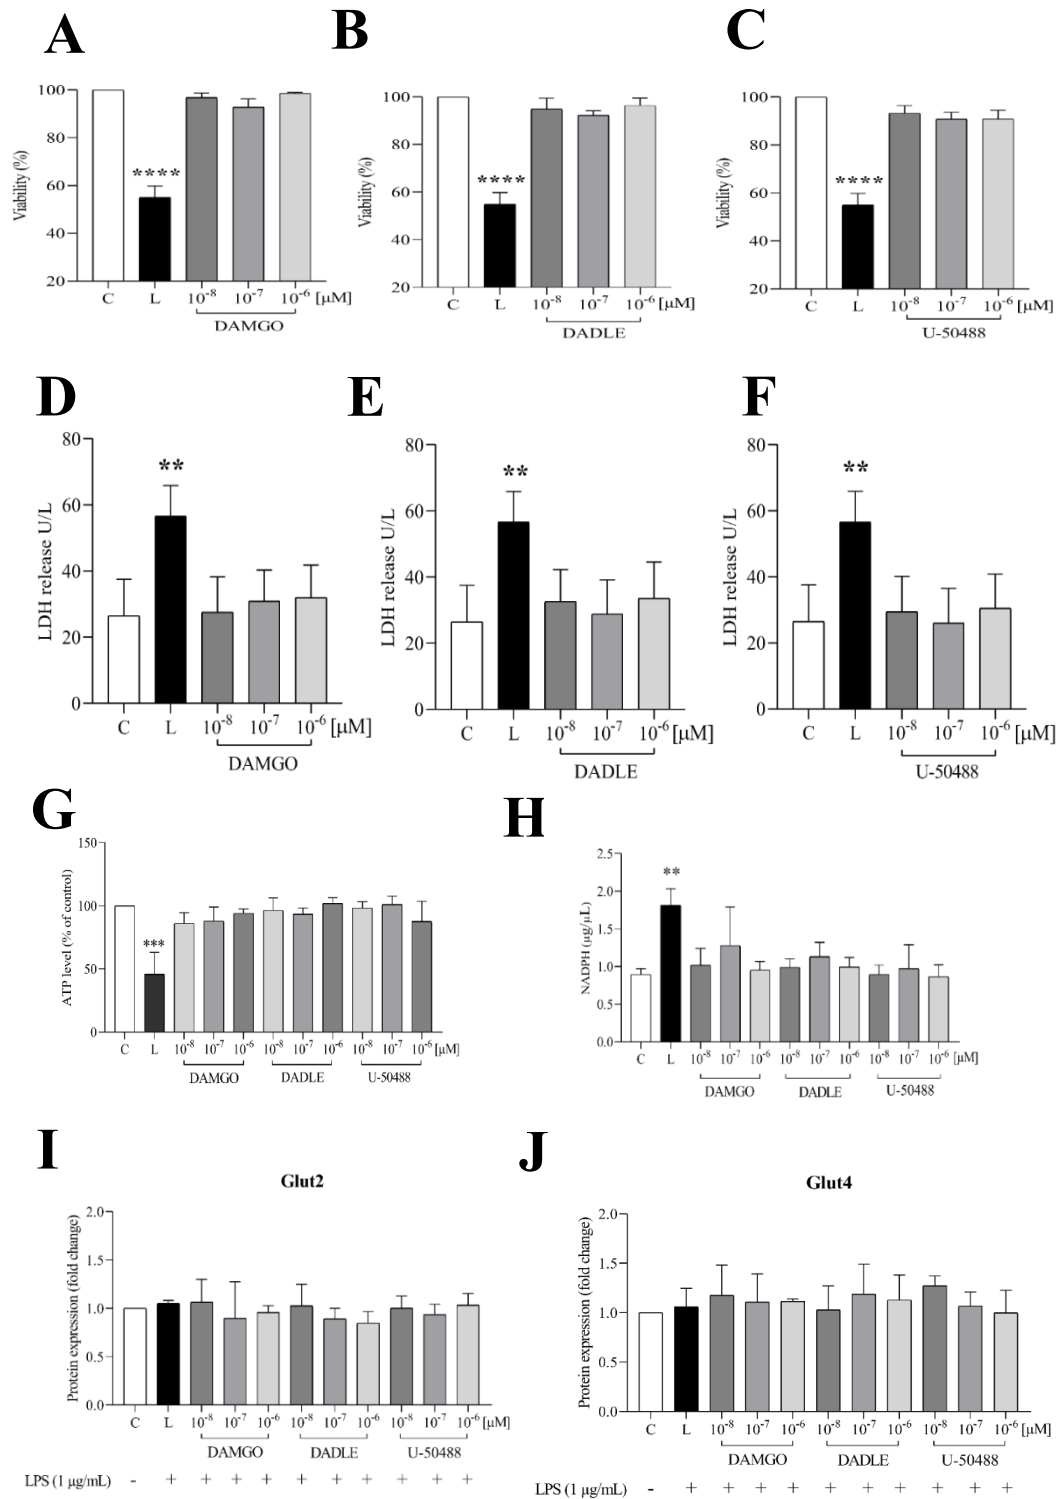 A
B
C
100
80
60
40
20
Viability (%)
****
C L 10-8 10-7 10-6 [μM]
DAMGO
100
80
60
40
20
Viability (%)
****
C L 10-8 10-7 10-6 [μM]
DADLE
100
80
60
40
20
Viability (%)
****
C L 10-8 10-7 10-6 [μM]
U-50488
D
E
F
80
60
40
20
0
LDH release U/L
**
C L 10-8 10-7 10-6 [μM]
DAMGO
80
60
40
20
0
LDH release U/L
**
C L 10-8 10-7 10-6 [μM]
DADLE
80
60
40
20
0
LDH release U/L
**
C L 10-8 10-7 10-6 [μM]
U-50488
G
H
150
100
50
0
ATP level (% of control)
***
C L 10-8 10-7 10-6 10-8 10-7 10-6 10-8 10-7 10-6 [μM]
DAMGO DADLE U-50488
2.5
2.0
1.5
1.0
0.5
0.0
NADPH (μg/μL)
**
C L 10-8 10-7 10-6 10-8 10-7 10-6 10-8 10-7 10-6 [μM]
DAMGO DADLE U-50488
I
J
Glut2
2.0
1.5
1.0
0.5
0.0
Protein expression (fold change)
C L 10-8 10-7 10-6 10-8 10-7 10-6 10-8 10-7 10-6 [μM]
DAMGO DADLE U-50488
LPS (1 μg/mL) - + + + + + + + + + +
Glut4
2.0
1.5
1.0
0.5
0.0
Protein expression (fold change)
C L 10-8 10-7 10-6 10-8 10-7 10-6 10-8 10-7 10-6 [μM]
DAMGO DADLE U-50488
LPS (1 μg/mL) - + + + + + + + + + +